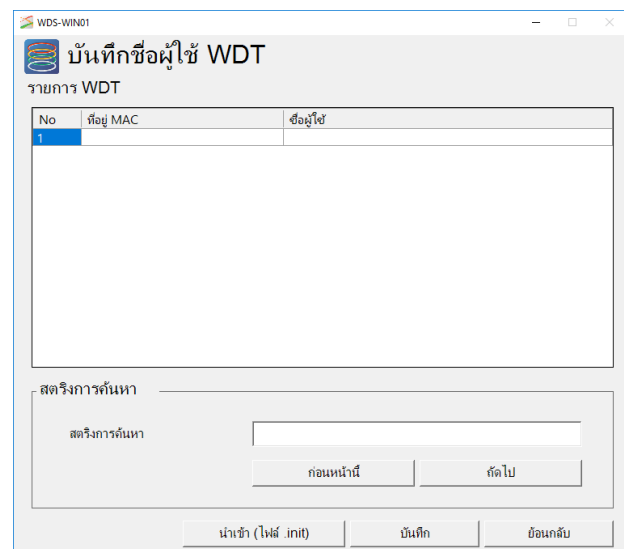 WDS-WIN01
บันทึกชื่อผู้ใช้ WDT
รายการ WDT
No ที่อยู่ MAC ชื่อผู้ใช้
1
สตริงการค้นหา
สตริงการค้นหา
ก่อนหน้านี้ ถัดไป
นำเข้า (ไฟล์ .init) บันทึก ย้อนกลับ